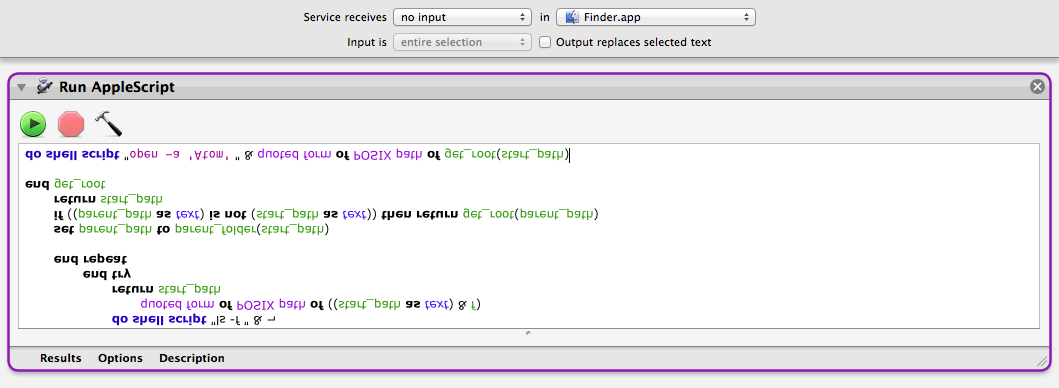 Service receives no input in Finder.app
Input is entire selection Output replaces selected text
Run AppleScript
do shell script "ls -f " & ¬
quoted form of POSIX path of ((start_path as text) & f)
return start_path
end try
end repeat
set parent_path to parent_folder(start_path)
if ((parent_path as text) is not (start_path as text)) then return get_root(parent_path)
return start_path
end get_root
do shell script "open -a 'Atom' " & quoted form of POSIX path of get_root(start_path)
Results Options Description